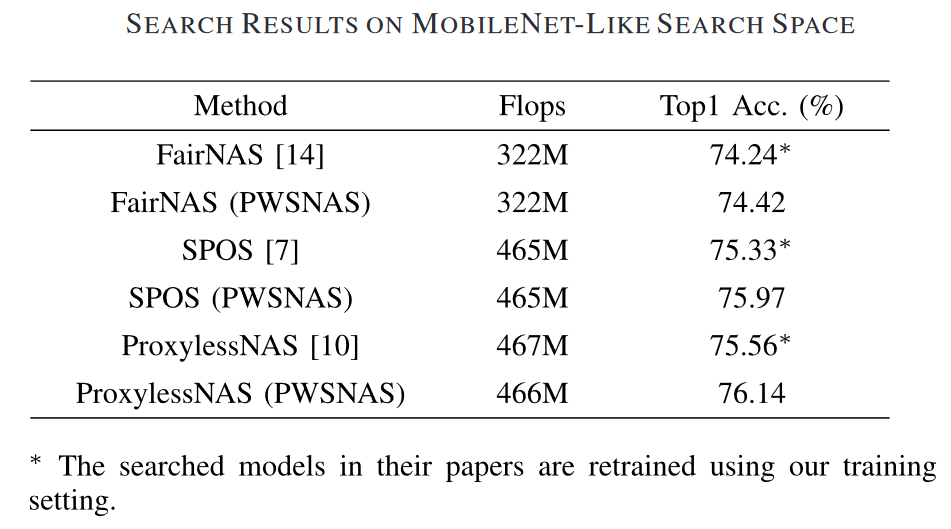 SEARCH RESULTS ON MOBILENET-LIKE SEARCH SPACE
Method Flops Top1 Acc. (%)
FairNAS [14] 322M 74.24*
FairNAS (PWSNAS) 322M 74.42
SPOS [7] 465M 75.33*
SPOS (PWSNAS) 465M 75.97
ProxylessNAS [10] 467M 75.56*
ProxylessNAS (PWSNAS) 466M 76.14
* The searched models in their papers are retrained using our training
setting.